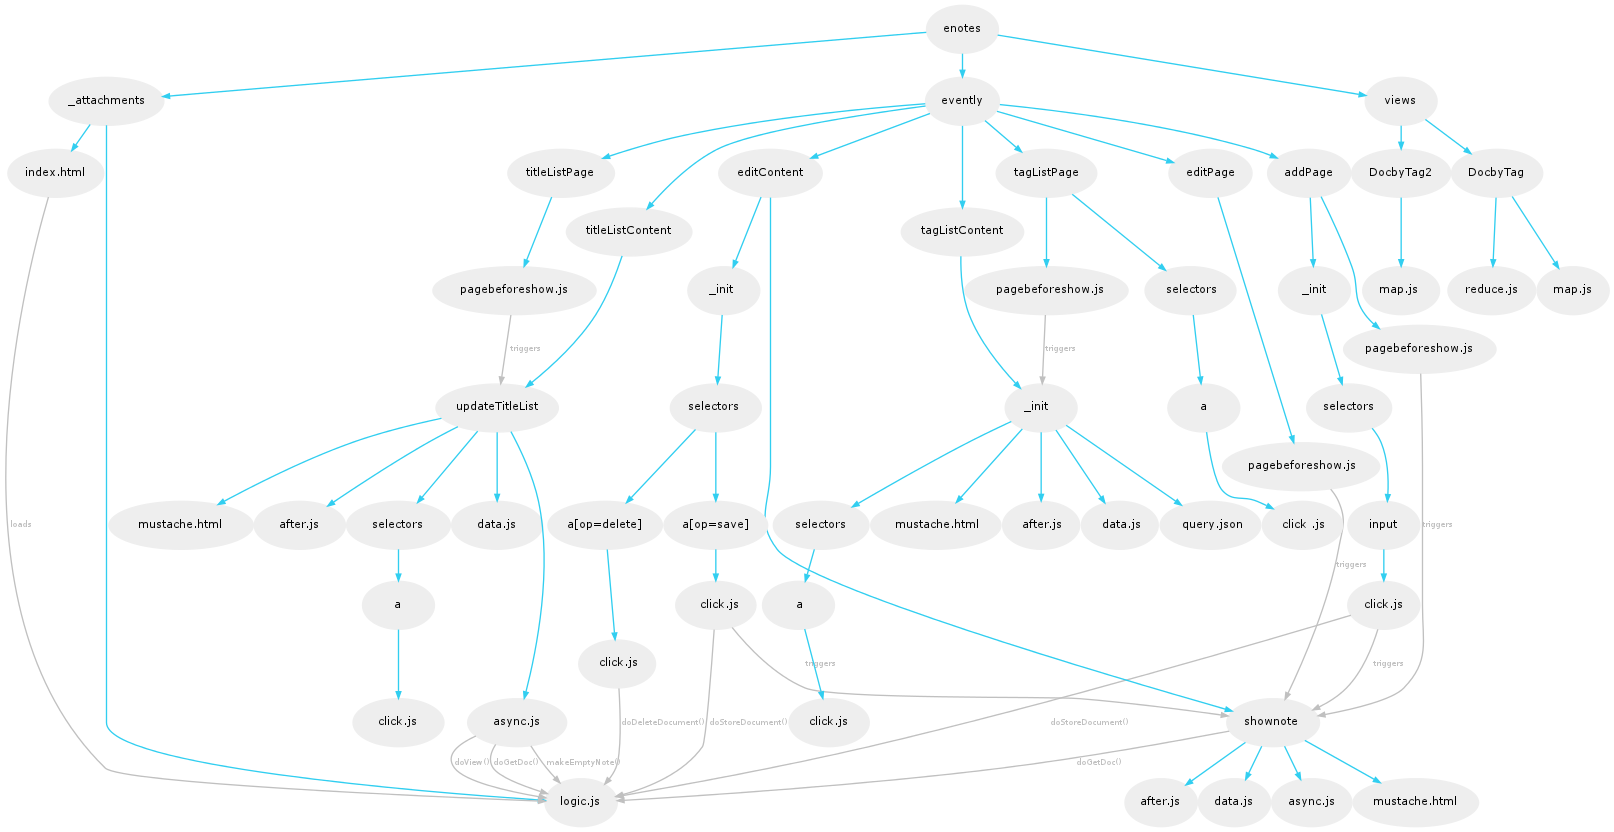 enotes
_attachments
evently
views
index.html
titleListPage
editContent
tagListPage
editPage
addPage
DocbyTag2
DocbyTag
titleListContent
tagListContent
pagebeforeshow.js
_init
pagebeforeshow.js
selectors
_init
map.js
reduce.js
map.js
triggers
triggers
pagebeforeshow.js
updateTitleList
selectors
_init
a
selectors
pagebeforeshow.js
loads
mustache.html
after.js
selectors
data.js
a[op=delete]
a[op=save]
selectors
mustache.html
after.js
data.js
query.json
click .js
input
triggers
triggers
a
click.js
a
click.js
click.js
triggers
triggers
click.js
async.js
doDeleteDocument()
doStoreDocument()
click.js
doStoreDocument()
shownote
doView()
doGetDoc()
makeEmptyNote()
doGetDoc()
logic.js
after.js
data.js
async.js
mustache.html